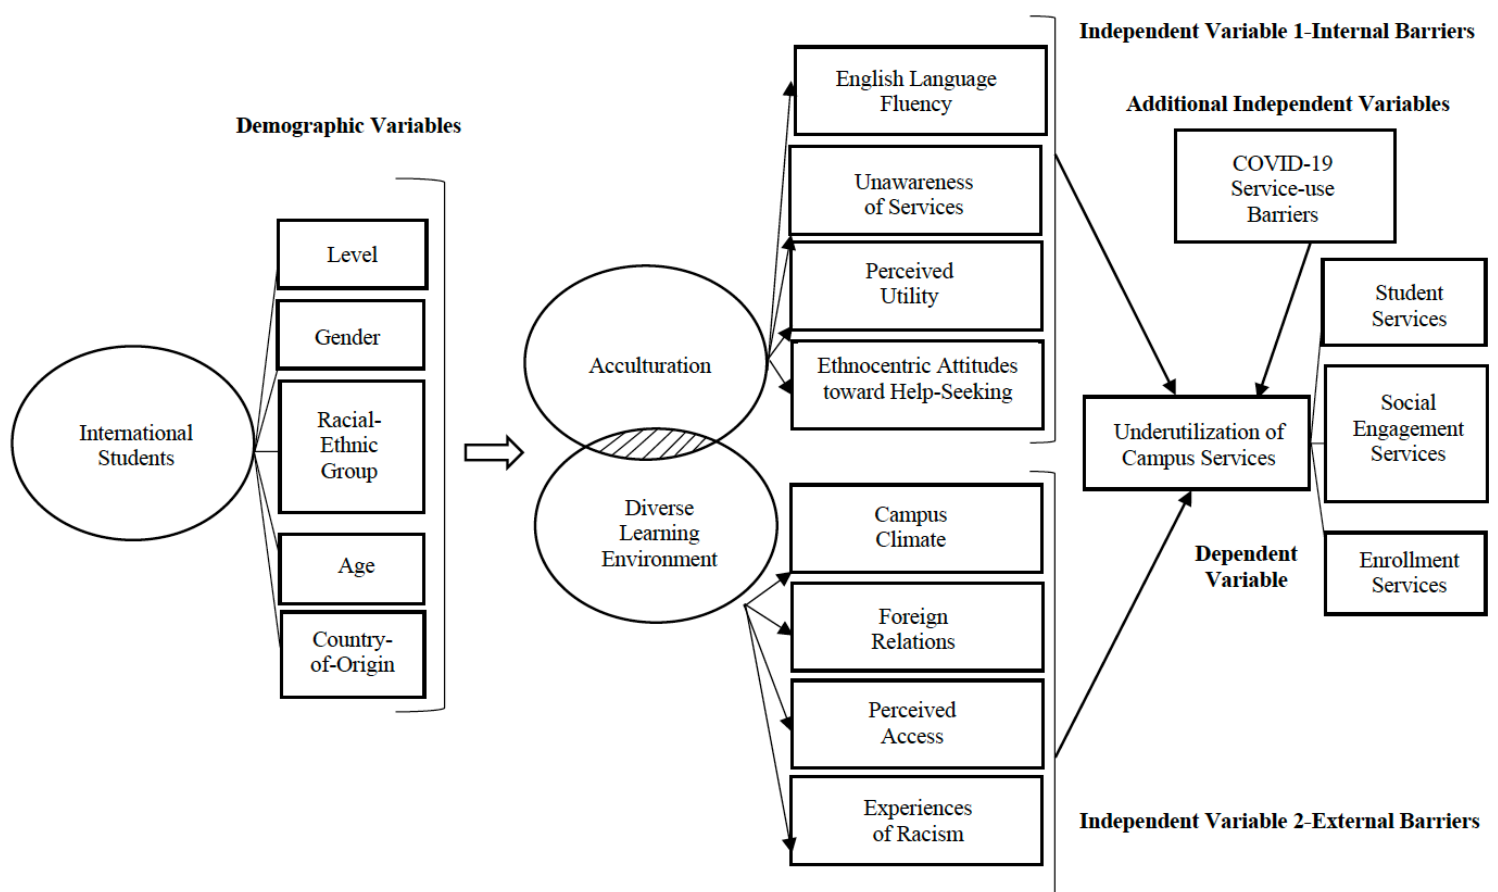 Demographic Variables
International
Students
Level
Gender
Racial-
Ethnic
Group
Age
Country-
of-Origin
Acculturation
Diverse
Learning
Environment
Independent Variable 1-Internal Barriers
English Language
Fluency
Unawareness
of Services
Perceived
Utility
Ethnocentric Attitudes
toward Help-Seeking
Campus
Climate
Foreign
Relations
Perceived
Access
Experiences
of Racism
Independent Variable 2-External Barriers
Additional Independent Variables
COVID-19
Service-use
Barriers
Underutilization of
Campus Services
Dependent
Variable
Student
Services
Social
Engagement
Services
Enrollment
Services